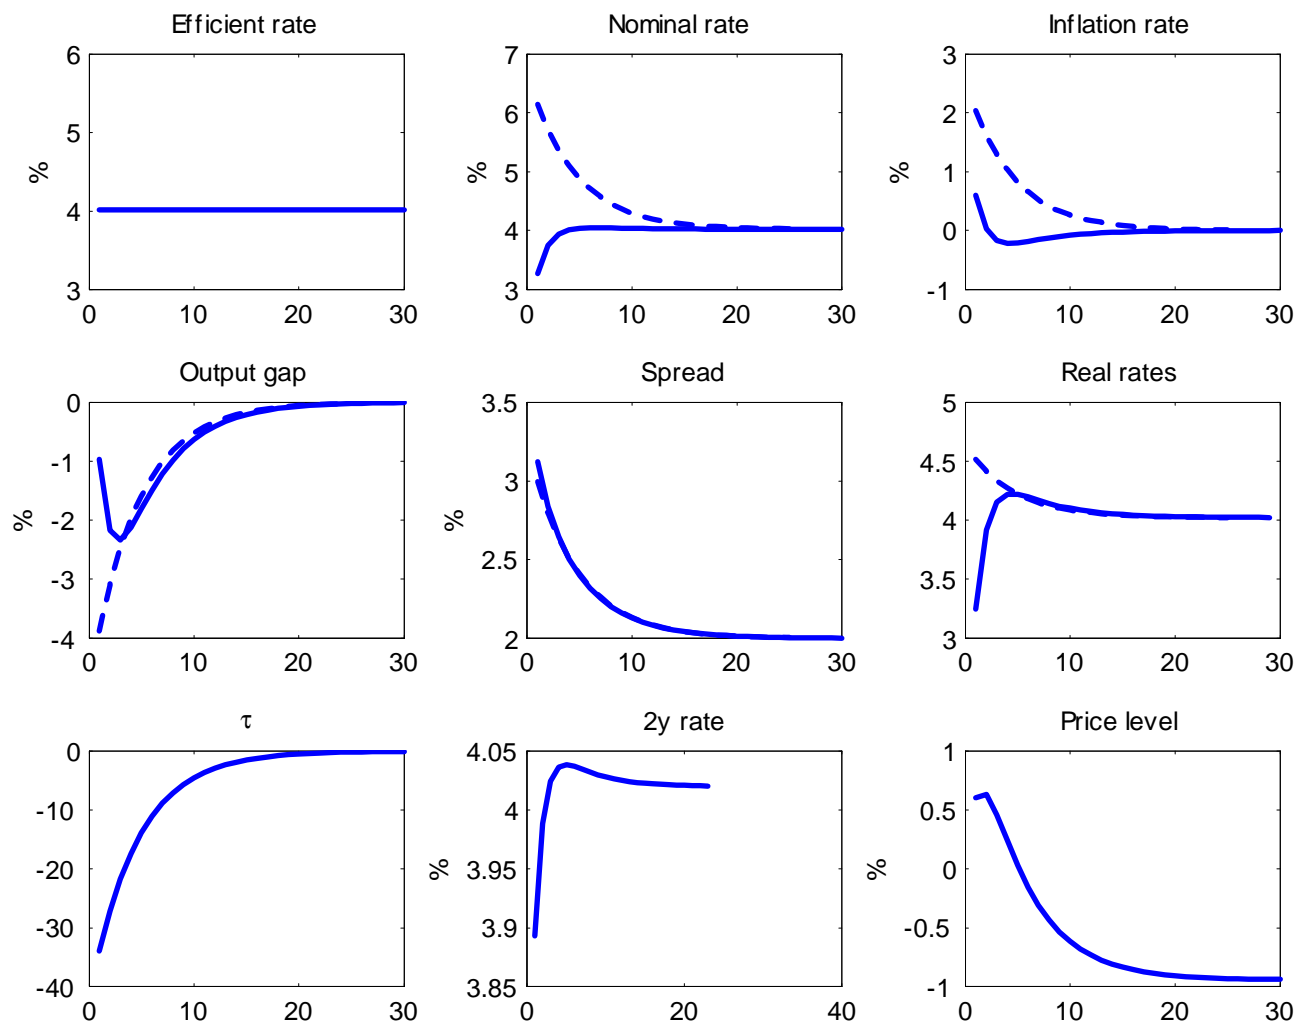 Efficient rate
6
5
4
3
%
0 10 20 30
Nominal rate
7
6
5
4
3
%
0 10 20 30
Inflation rate
3
2
1
0
-1
%
0 10 20 30
Output gap
0
-1
-2
-3
-4
%
0 10 20 30
Spread
3.5
3
2.5
2
%
0 10 20 30
Real rates
5
4.5
4
3.5
3
0 10 20 30
τ
0
-10
-20
-30
-40
0 10 20 30
2y rate
4.05
4
3.95
3.9
3.85
%
0 20 40
Price level
1
0.5
0
-0.5
-1
%
0 10 20 30